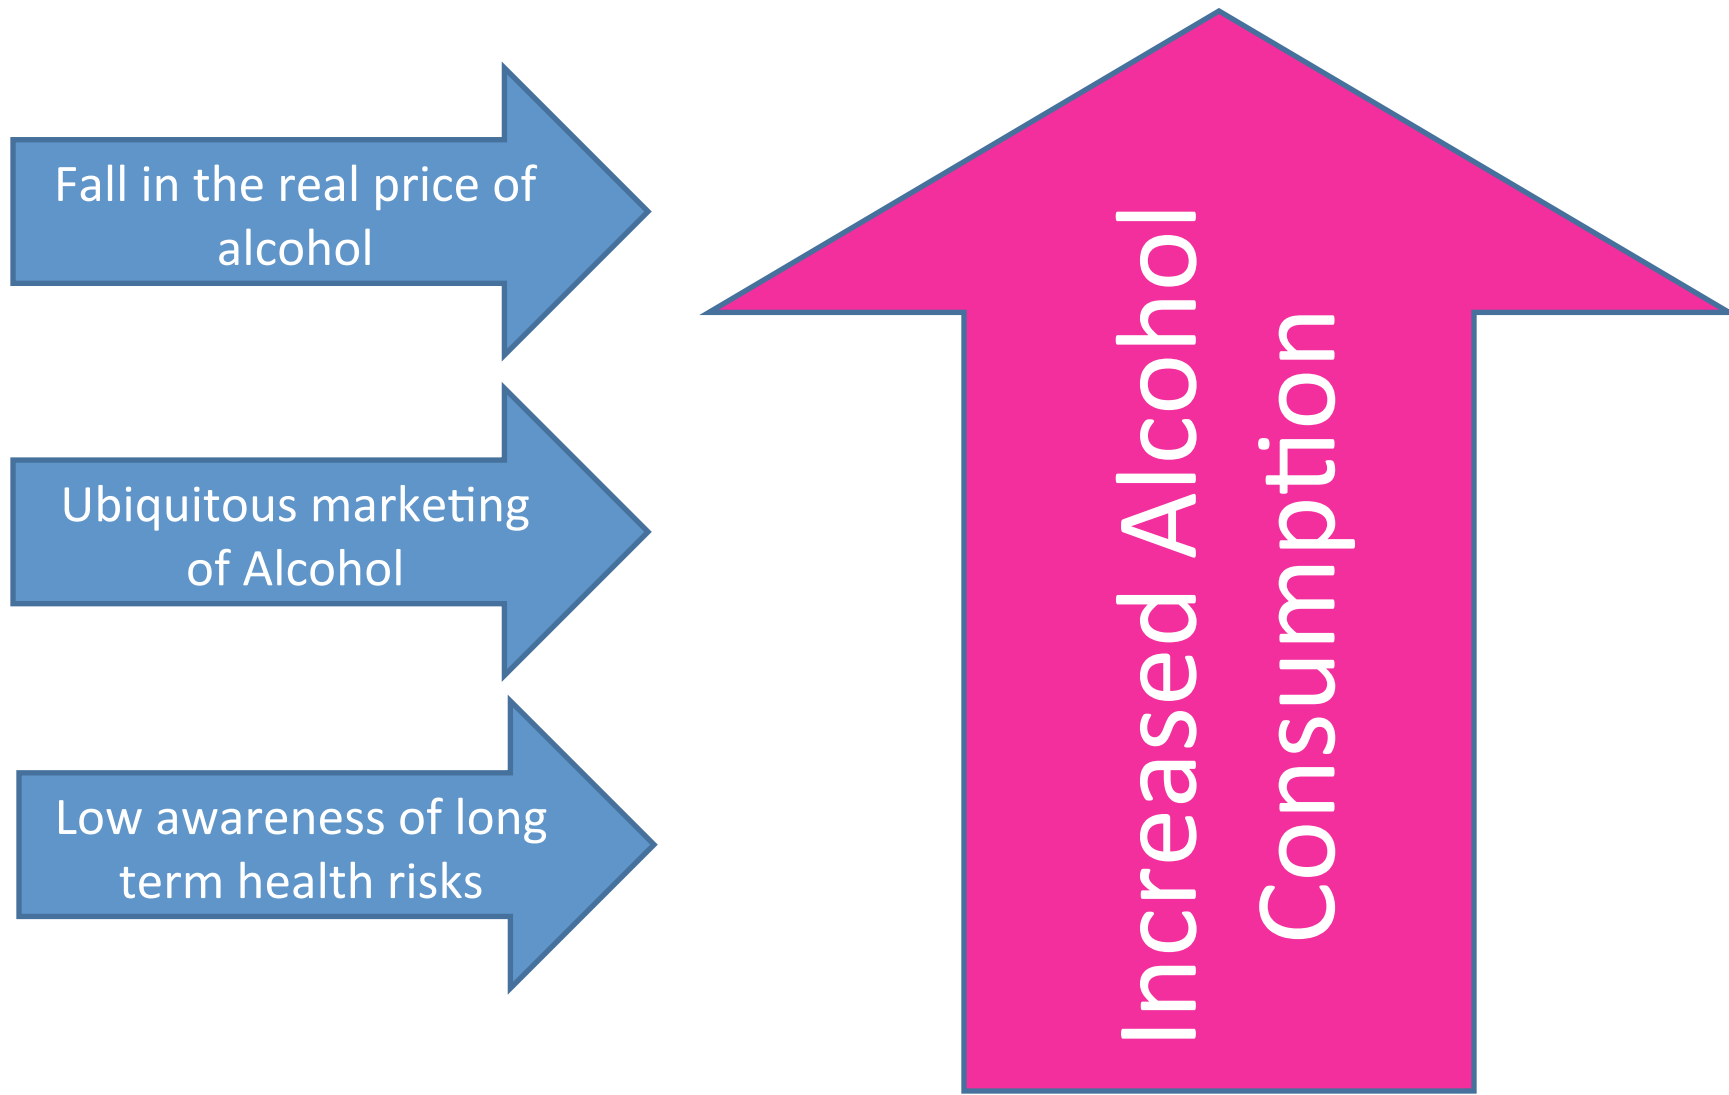 Fall in the real price of
alcohol
Ubiquitous marketing
of Alcohol
Low awareness of long
term health risks
Increased Alcohol
Consumption